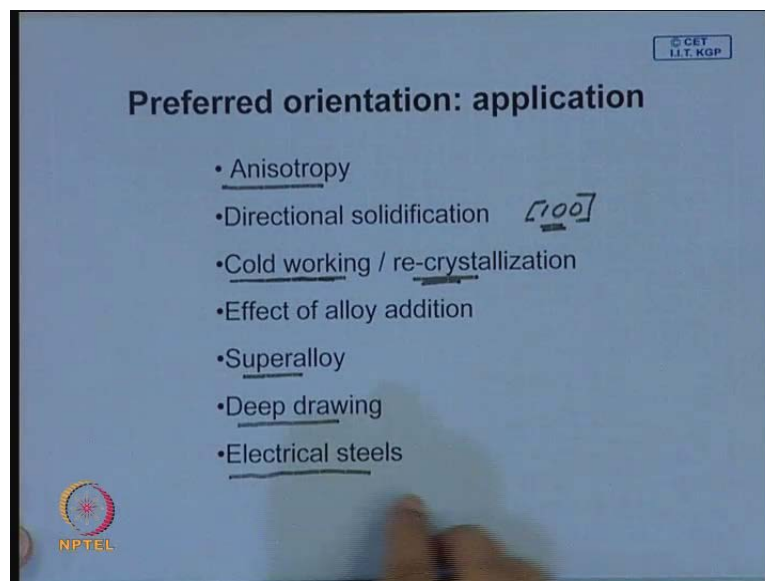 © CET
I.I.T. KGP
Preferred orientation: application
• Anisotropy
•Directional solidification [100]
•Cold working / re-crystallization
•Effect of alloy addition
•Superalloy
•Deep drawing
•Electrical steels
NPTEL